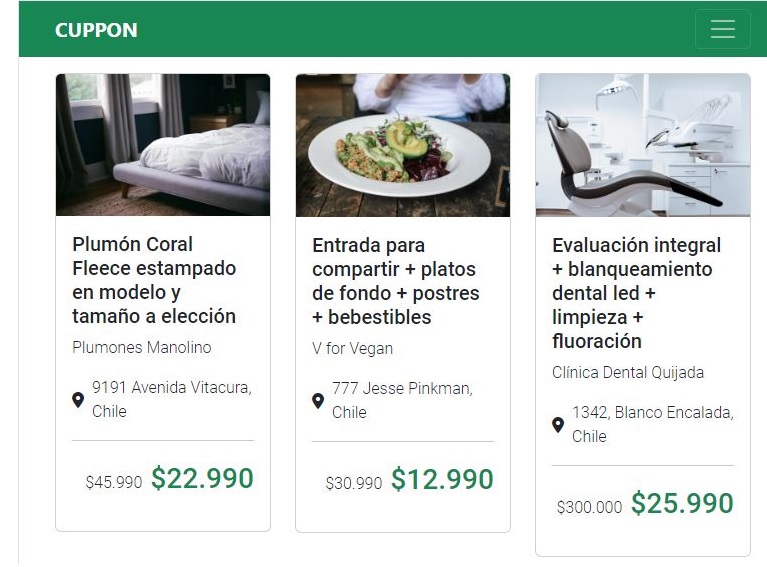 CUPPON
Plumón Coral
Fleece estampado
en modelo y
tamaño a elección
Plumones Manolino
9191 Avenida Vitacura,
Chile
$45.990 $22.990
Entrada para
compartir + platos
de fondo + postres
+ bebestibles
V for Vegan
777 Jesse Pinkman,
Chile
$30.990 $12.990
Evaluación integral
+ blanqueamiento
dental led +
limpieza +
fluoración
Clínica Dental Quijada
1342, Blanco Encalada,
Chile
$300.000 $25.990